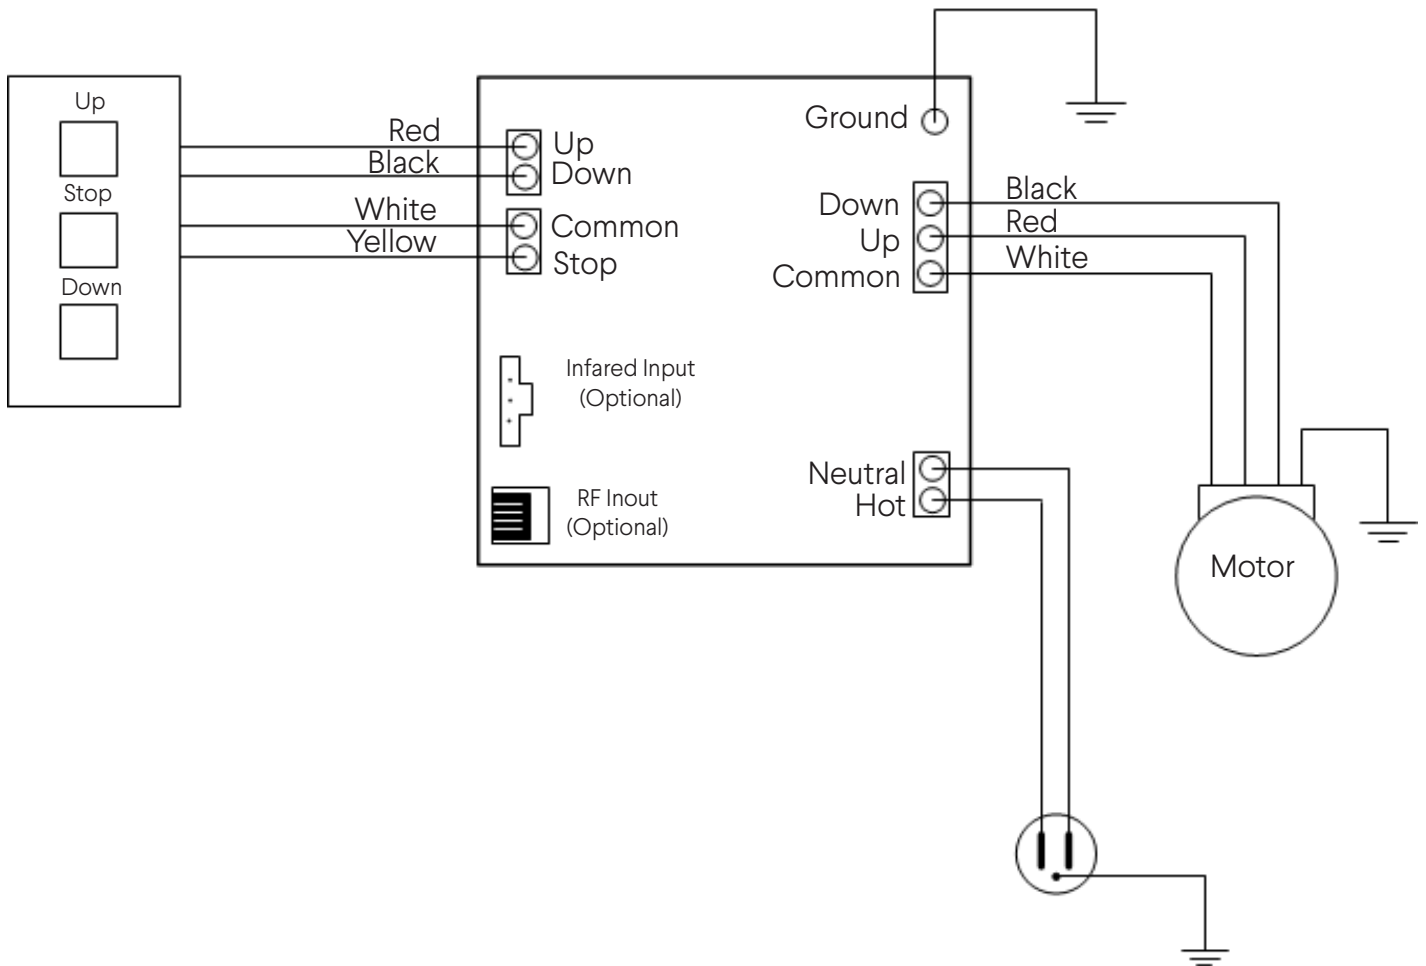 Up
Stop
Down
Red
Black
White
Yellow
Up
Down
Common
Stop
Infared Input
(Optional)
RF Inout
(Optional)
Ground
Down
Up
Common
Neutral
Hot
Black
Red
White
Motor